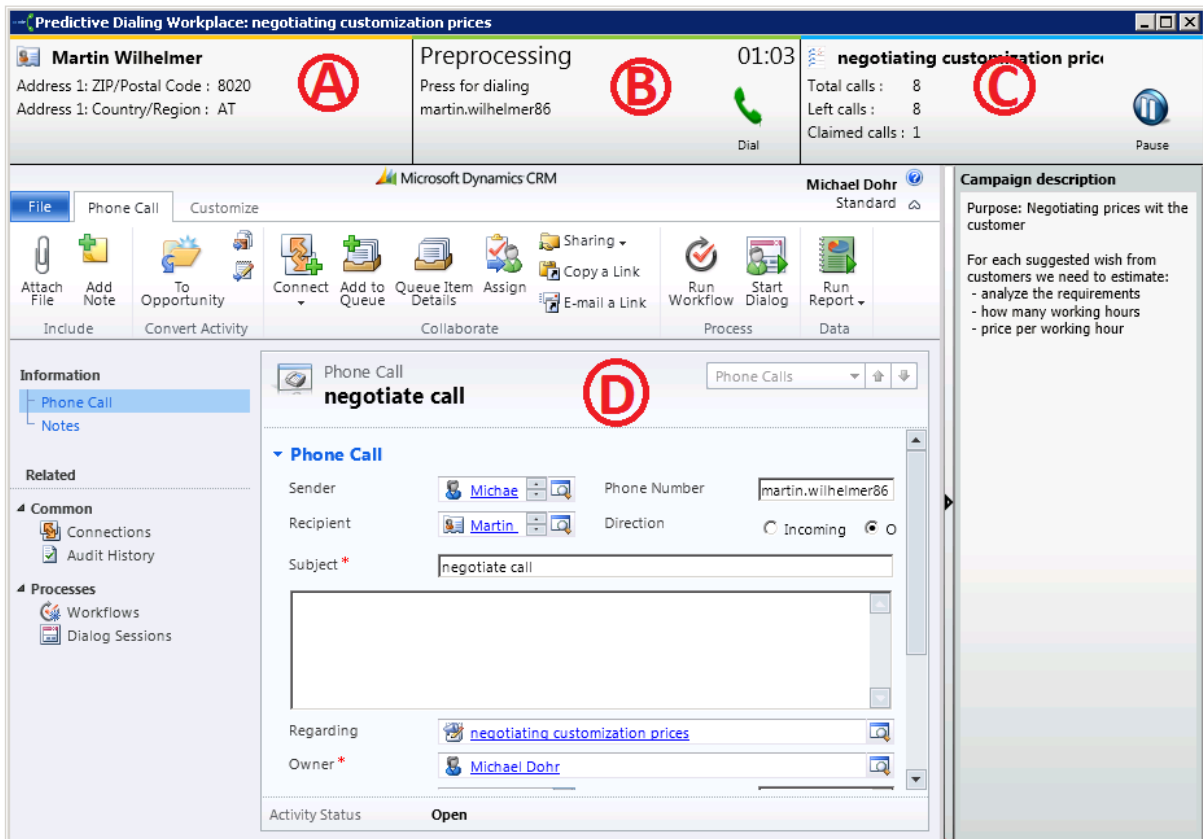 Predictive Dialing Workplace: negotiating customization prices
Martin Wilhelmer
Address 1: ZIP/Postal Code : 8020
Address 1: Country/Region : AT
A
Preprocessing 01:03
Press for dialing
martin.wilhelmer86
Dial
B
negotiating customization pric
Total calls : 8
Left calls : 8
Claimed calls : 1
Pause
C
Microsoft Dynamics CRM
Michael Dohr
Standard
File Phone Call Customize
Attach File
Add Note
Include
To Opportunity
Convert Activity
Connect
Add to Queue
Queue Item Details
Assign
Sharing
Copy a Link
E-mail a Link
Collaborate
Run Workflow
Start Dialog
Process
Run Report
Data
Information
Phone Call
Notes
Related
Common
Connections
Audit History
Processes
Workflows
Dialog Sessions
Phone Call
negotiate call
D
Phone Calls
Phone Call
Sender Michae Phone Number martin.wilhelmer86
Recipient Martin Direction Incoming O
Subject * negotiate call
Regarding negotiating customization prices
Owner * Michael Dohr
Activity Status Open
Campaign description
Purpose: Negotiating prices wit the
customer
For each suggested wish from
customers we need to estimate:
- analyze the requirements
- how many working hours
- price per working hour